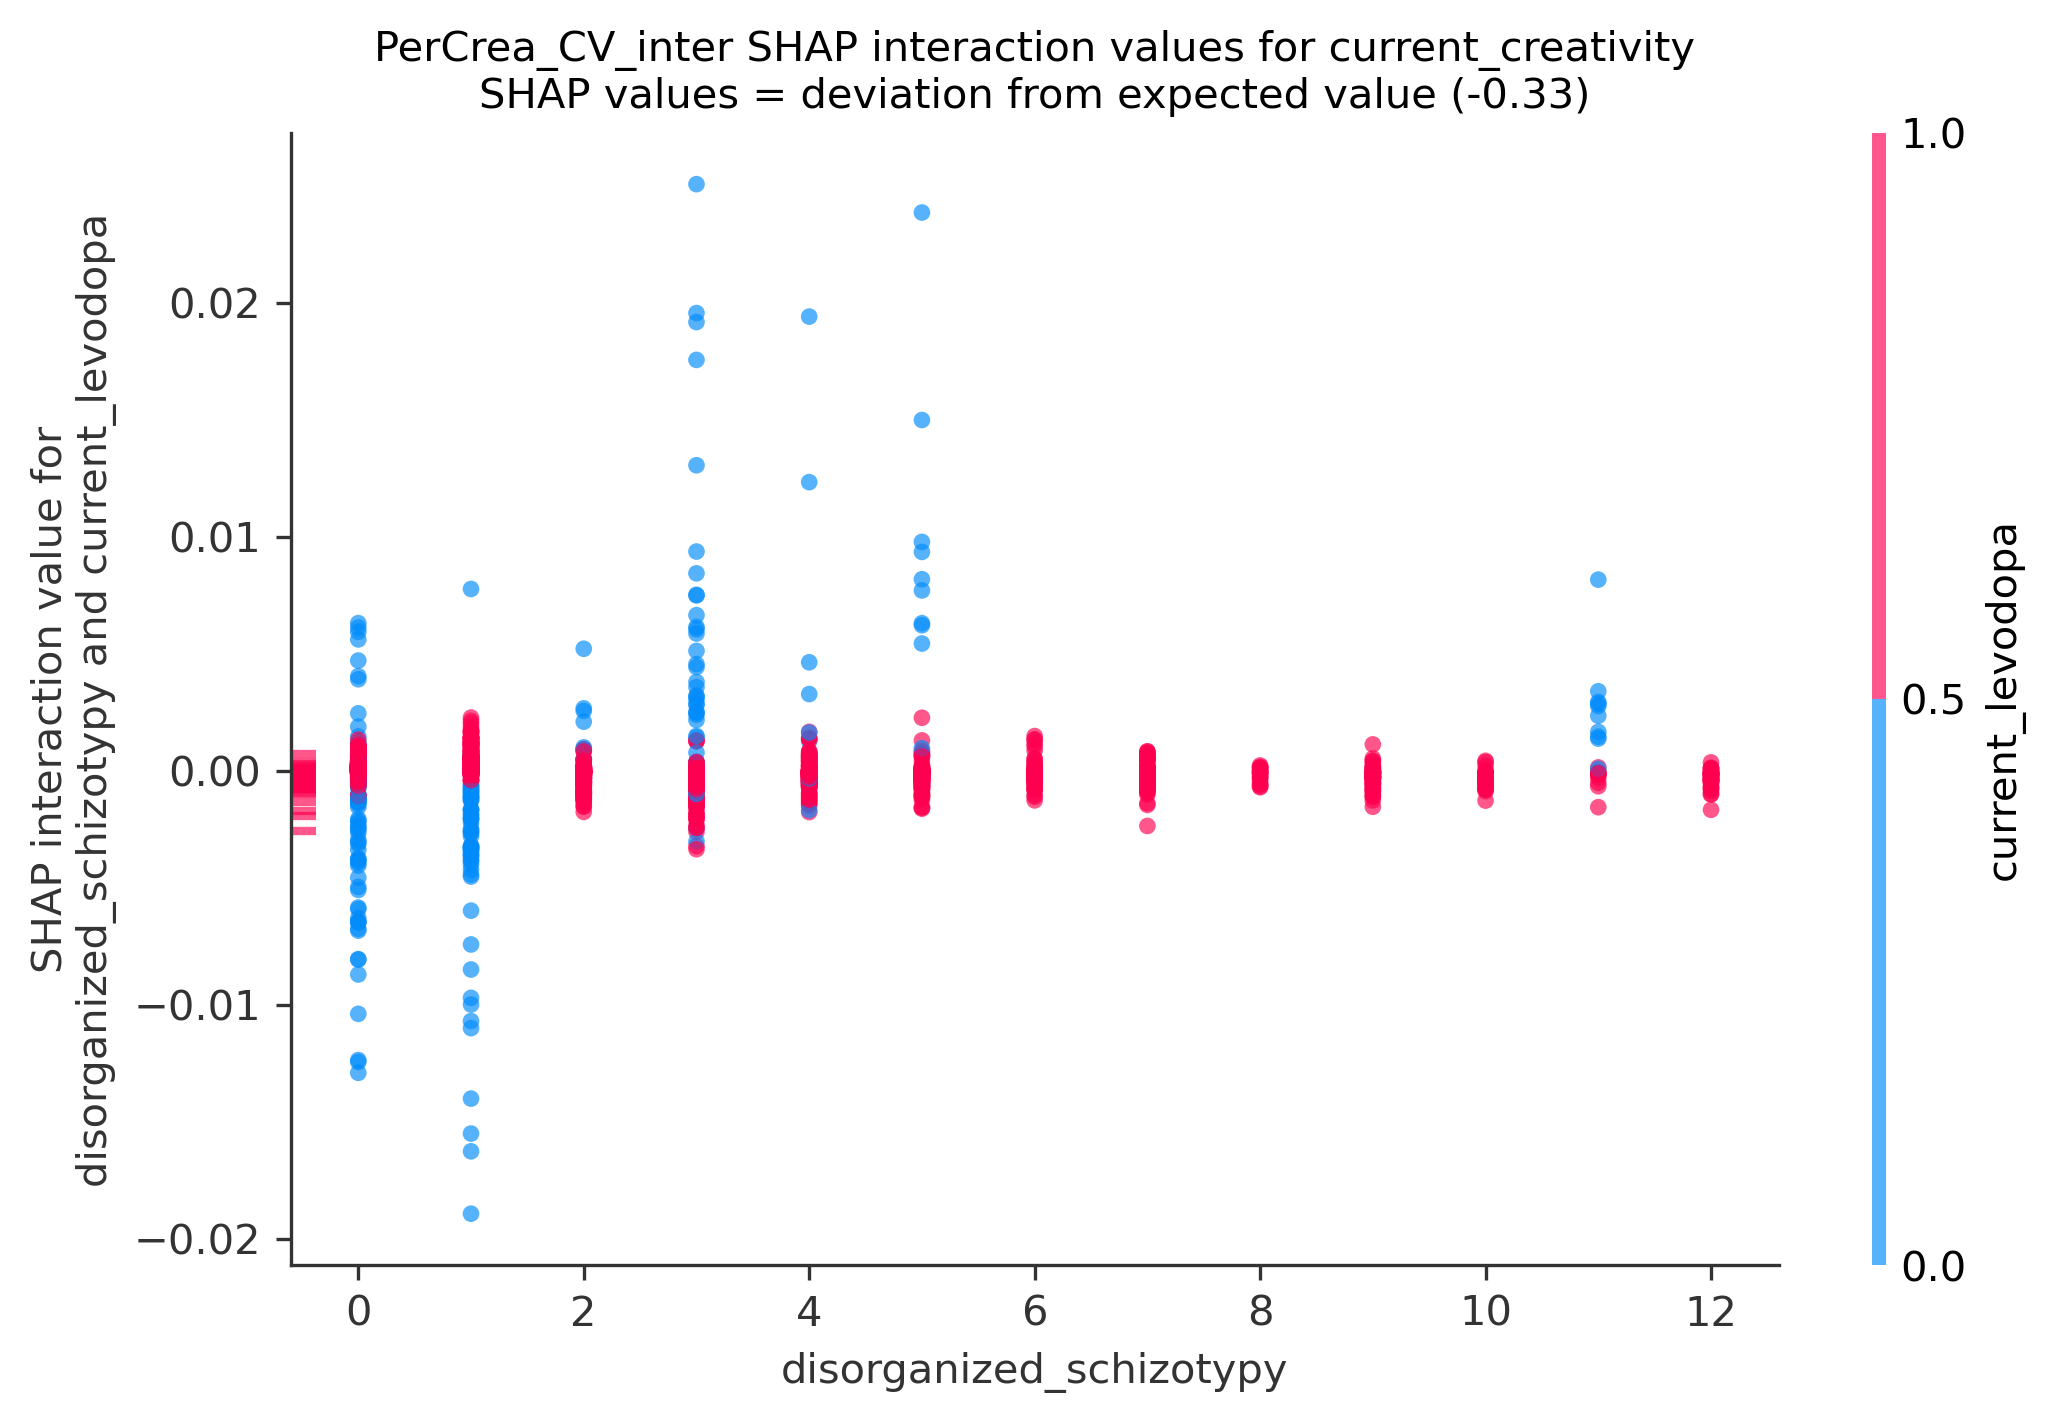 PerCrea_CV_inter SHAP interaction values for current_creativity
SHAP values = deviation from expected value (-0.33)
SHAP interaction value for
disorganized_schizotypy and current_levodopa
0.02
0.01
0.00
−0.01
−0.02
0
2
4
6
8
10
12
disorganized_schizotypy
1.0
0.5
0.0
current_levodopa